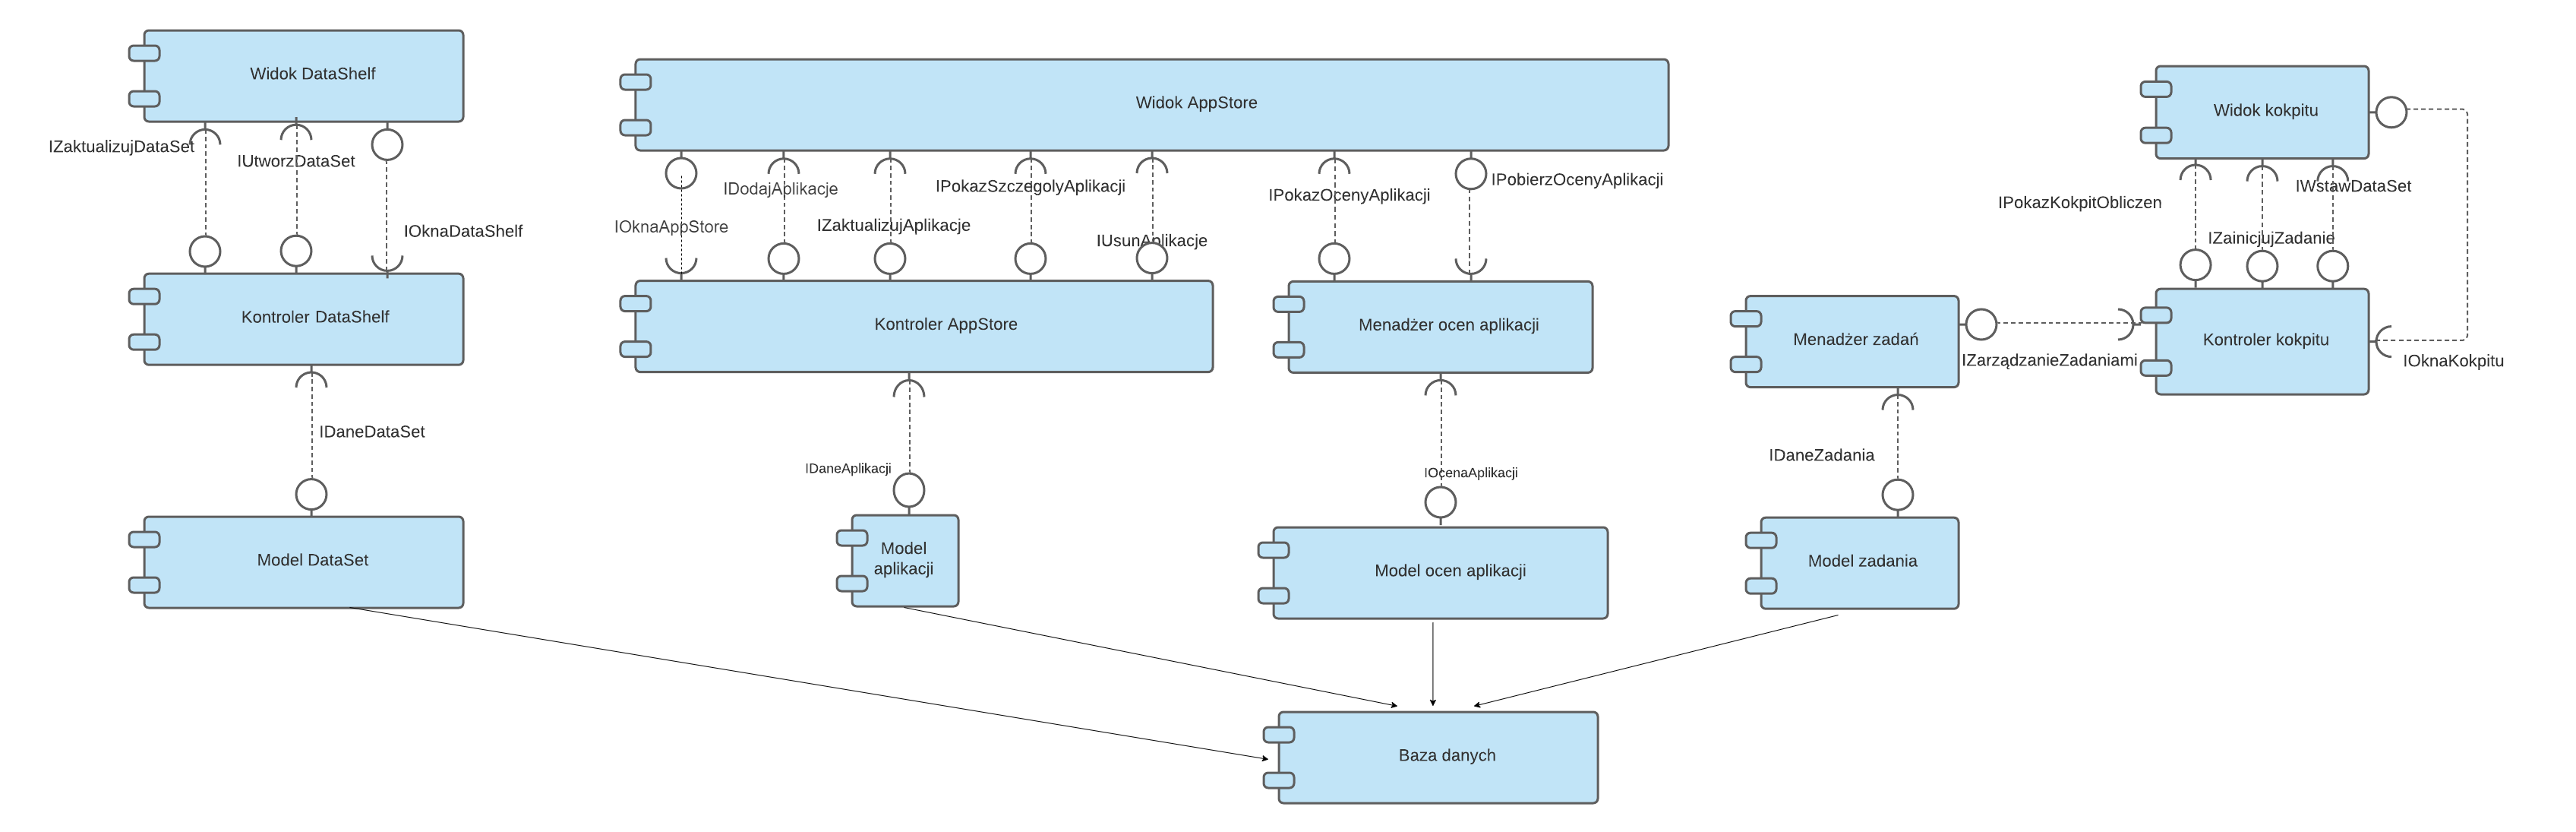 Widok DataShelf
Widok AppStore
Widok kokpitu
IZaktualizujDataSet
IUtworzDataSet
IOknaDataShelf
IOknaAppStore
IDodajAplikacje
IZaktualizujAplikacje
IPokazSzczegolyAplikacji
IUsunAplikacje
IPokazOcenyAplikacji
IPobierzOcenyAplikacji
IPokazKokpitObliczen
IZainicjujZadanie
IWstawDataSet
Kontroler DataShelf
Kontroler AppStore
Menadżer ocen aplikacji
Menadżer zadań
IZarządzanieZadaniami
Kontroler kokpitu
IOknaKokpitu
IDaneDataSet
IDaneAplikacji
IOcenaAplikacji
IDaneZadania
Model DataSet
Model
aplikacji
Model ocen aplikacji
Model zadania
Baza danych